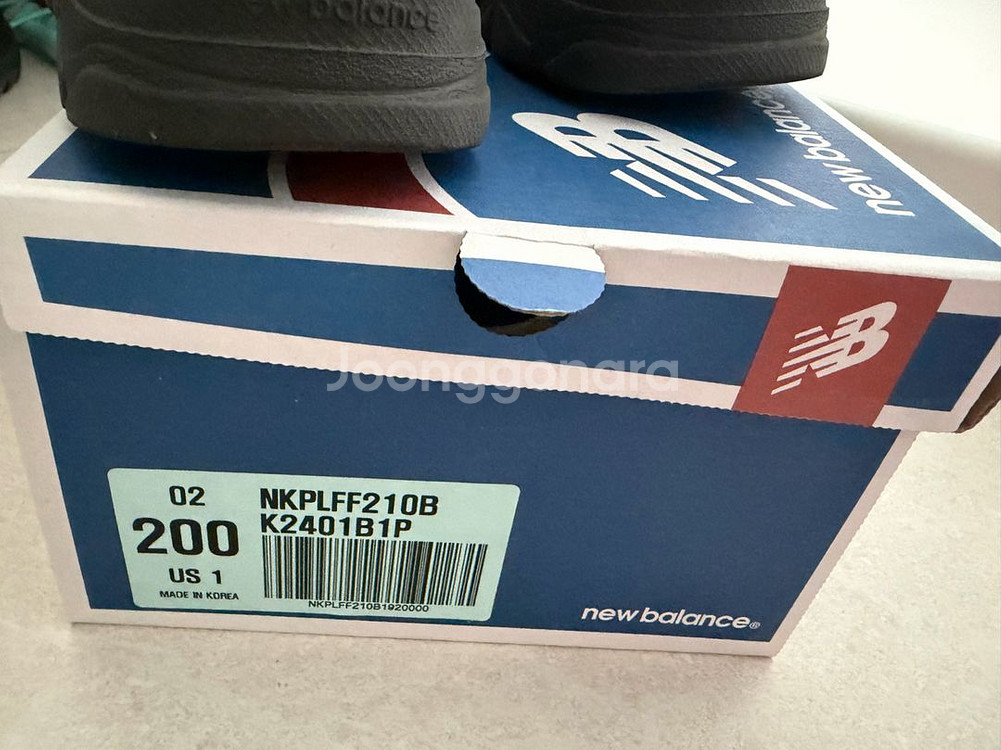 new balance
new balance
Joonggonara
02
200
US 1
MADE IN KOREA
NKPLFF210B
K2401B1P
NKPLFF210B1920000
new balance®